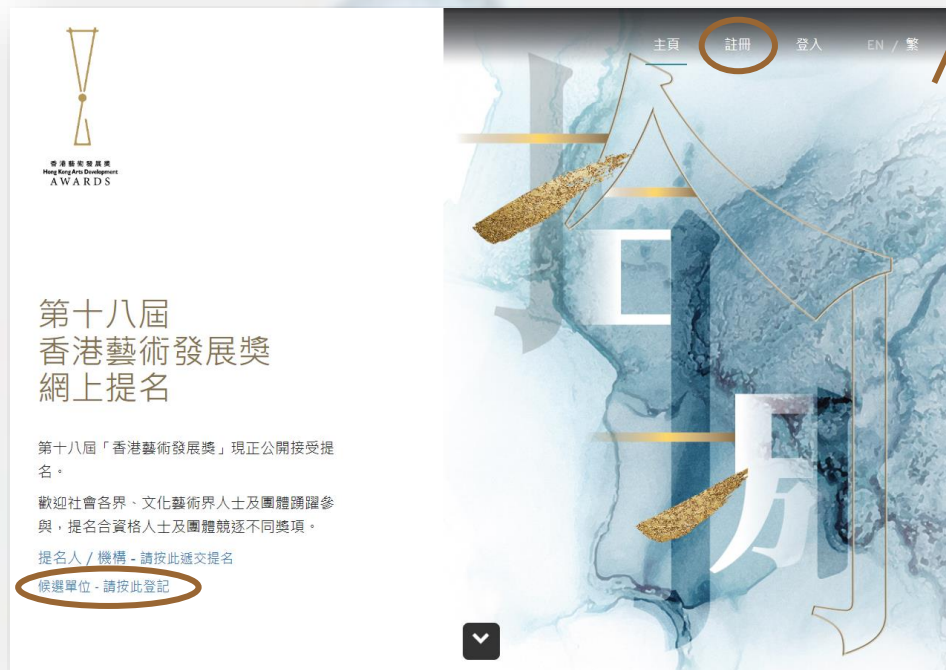 香港藝術發展獎
Hong Kong Arts Development
AWARDS
主頁 註冊 登入 EN / 繁
第十八屆
香港藝術發展獎
網上提名
第十八屆「香港藝術發展獎」現正公開接受提
名。
歡迎社會各界、文化藝術界人士及團體踴躍參
與，提名合資格人士及團體競逐不同獎項。
提名人 / 機構 - 請按此遞交提名
候選單位 - 請按此登記